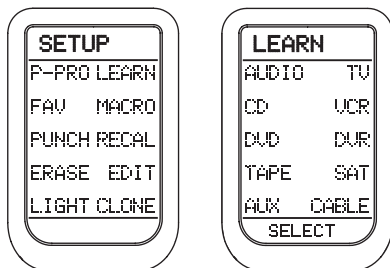 SETUP
P-PRO LEARN
FAV MACRO
PUNCH RECAL
ERASE EDIT
LIGHT CLONE
LEARN
AUDIO TV
CD VCR
DVD DVR
TAPE SAT
AUX CABLE
SELECT